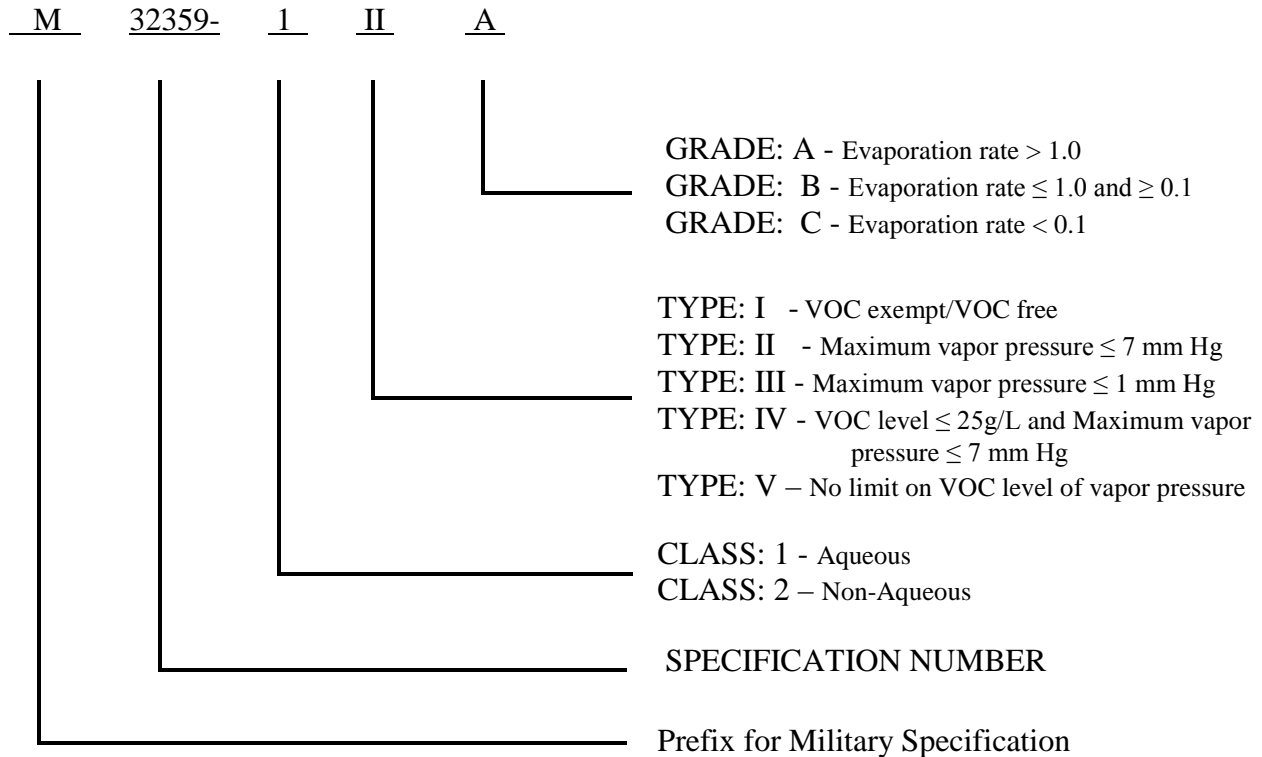 M 32359- 1 II A
GRADE: A - Evaporation rate > 1.0
GRADE: B - Evaporation rate ≤ 1.0 and ≥ 0.1
GRADE: C - Evaporation rate < 0.1
TYPE: I - VOC exempt/VOC free
TYPE: II - Maximum vapor pressure ≤ 7 mm Hg
TYPE: III - Maximum vapor pressure ≤ 1 mm Hg
TYPE: IV - VOC level ≤ 25g/L and Maximum vapor
pressure ≤ 7 mm Hg
TYPE: V – No limit on VOC level of vapor pressure
CLASS: 1 - Aqueous
CLASS: 2 – Non-Aqueous
SPECIFICATION NUMBER
Prefix for Military Specification